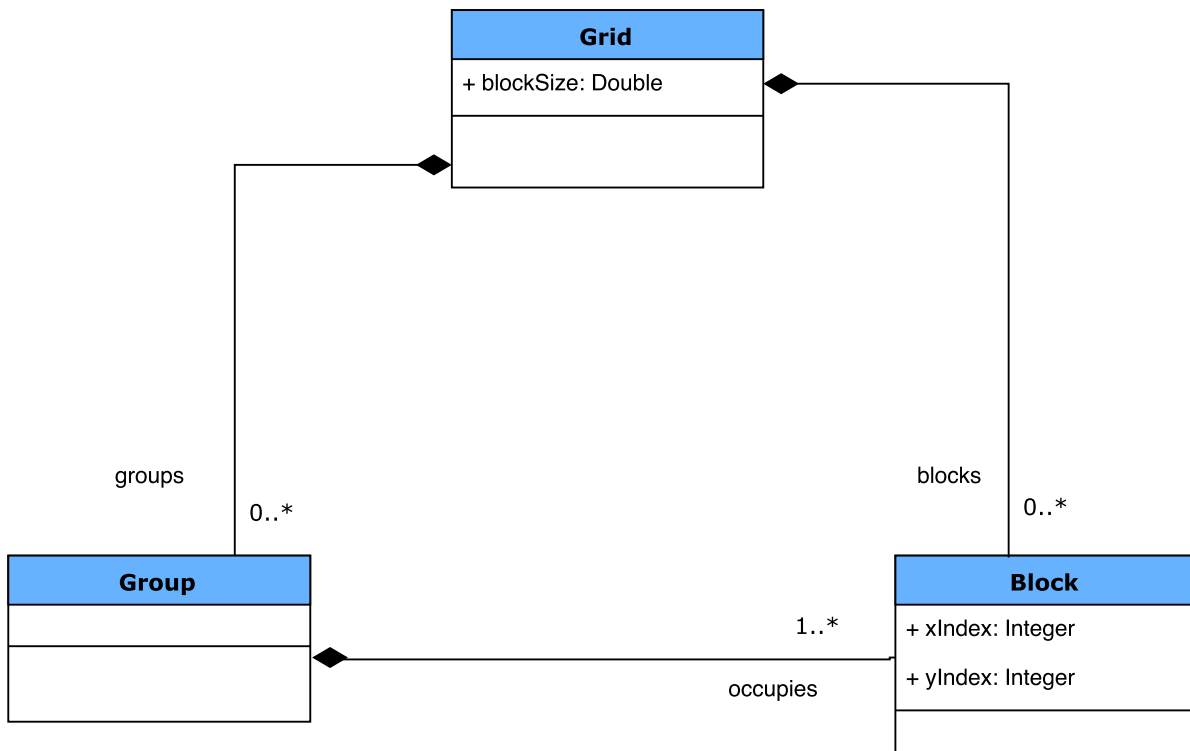 Grid
+ blockSize: Double
groups
blocks
0..*
0..*
Group
Block
+ xIndex: Integer
1..*
+ yIndex: Integer
occupies